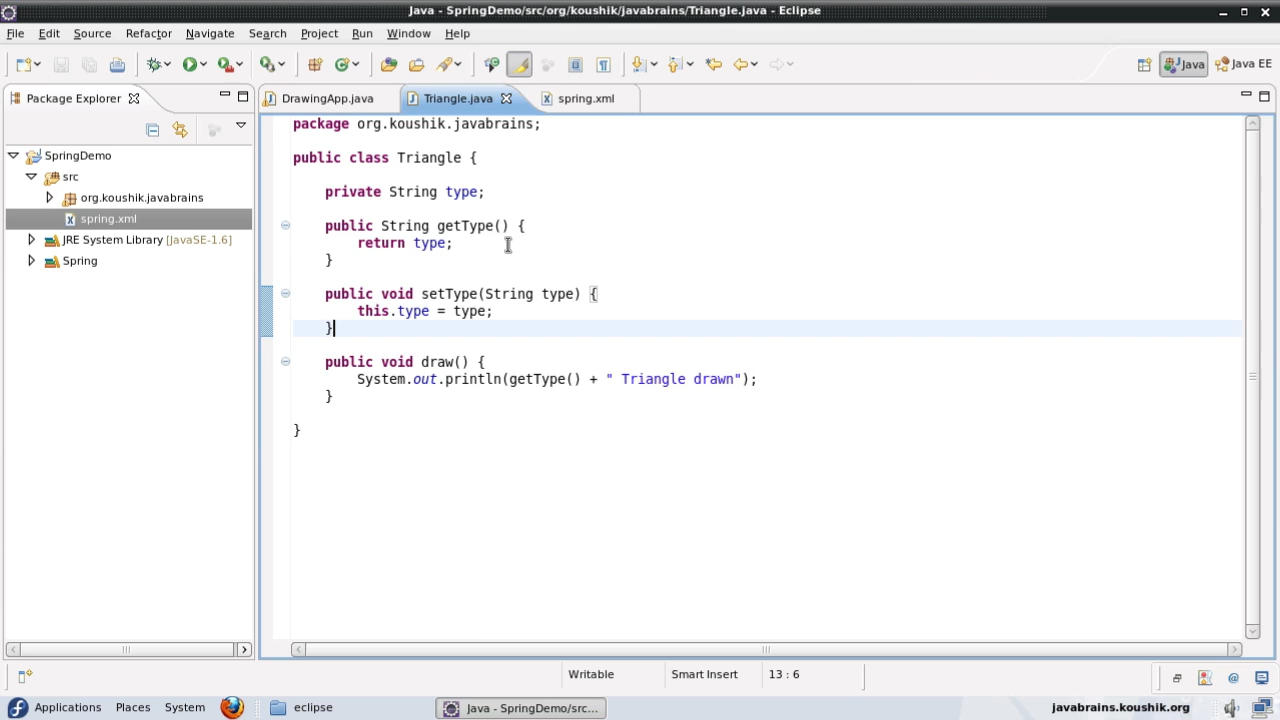 Java - SpringDemo/src/org/koushik/javabrains/Triangle.java - Eclipse
File Edit Source Refactor Navigate Search Project Run Window Help
Java Java EE
Package Explorer DrawingApp.java Triangle.java spring.xml
SpringDemo
src
org.koushik.javabrains
spring.xml
JRE System Library [JavaSE-1.6]
Spring
package org.koushik.javabrains;
public class Triangle {
private String type;
public String getType() {
return type;
}
public void setType(String type) {
this.type = type;
}
public void draw() {
System.out.println(getType() + " Triangle drawn");
}
}
Writable Smart Insert 13 : 6
Applications Places System eclipse Java - SpringDemo/src... javabrains.koushik.org